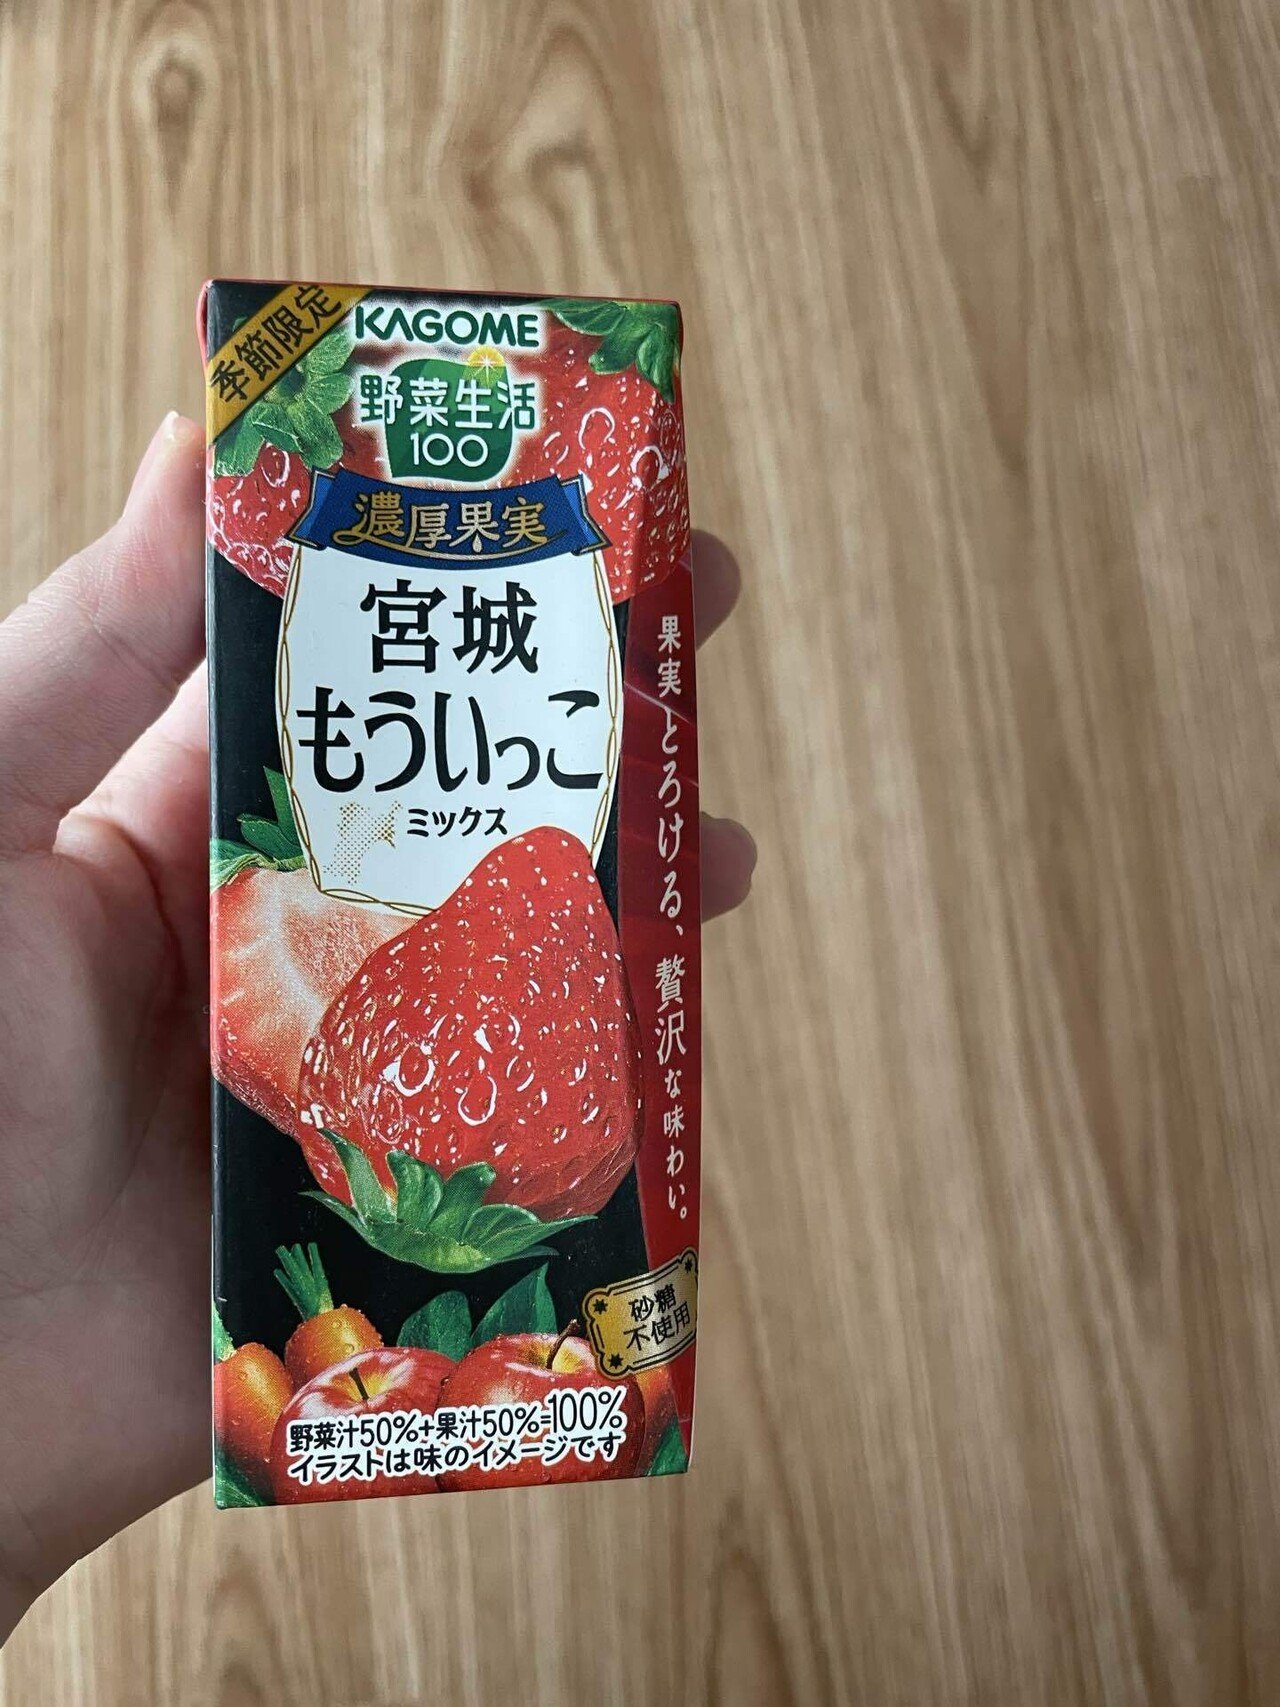 季節限定
KAGOME
野菜生活
100
濃厚果実
宮城
もういっこ
ミックス
果実とろける、贅沢な味わい。
砂糖
不使用
野菜汁50%+果汁50%=100%
イラストは味のイメージです